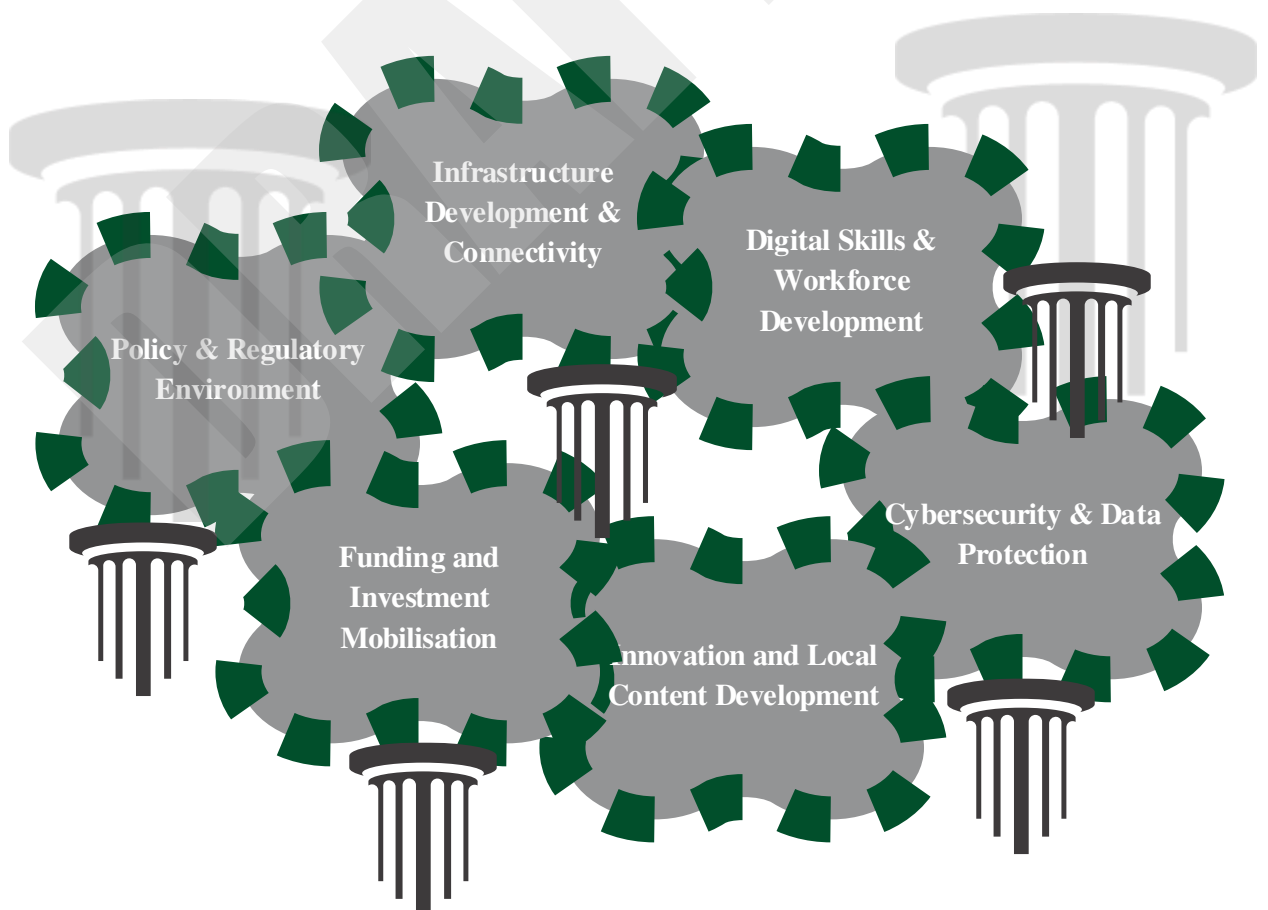 Infrastructure
Development &
Connectivity
Digital Skills &
Workforce
Development
Policy & Regulatory
Environment
Cybersecurity & Data
Protection
Funding and
Investment
Mobilisation
Innovation and Local
Content Development